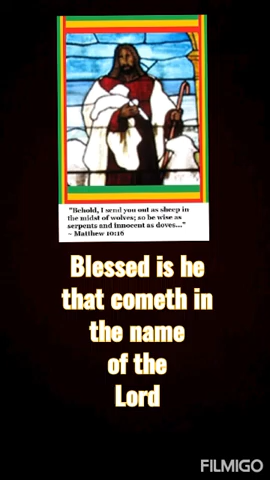 "Behold, I send you out as sheep in
the midst of wolves; so be wise as
serpents and innocent as doves..."
– Matthew 10:16
Blessed is he
that cometh in
the name
of the
Lord
FILMIGO